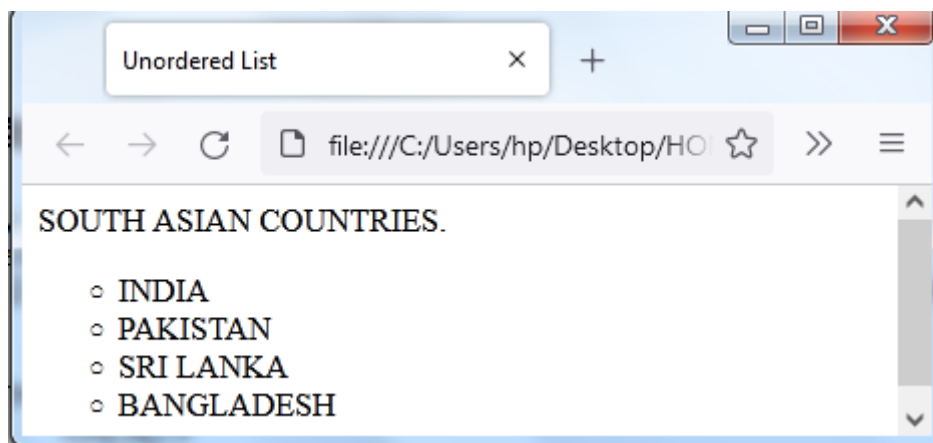 Unordered List
file:///C:/Users/hp/Desktop/HO
SOUTH ASIAN COUNTRIES.
INDIA
PAKISTAN
SRI LANKA
BANGLADESH